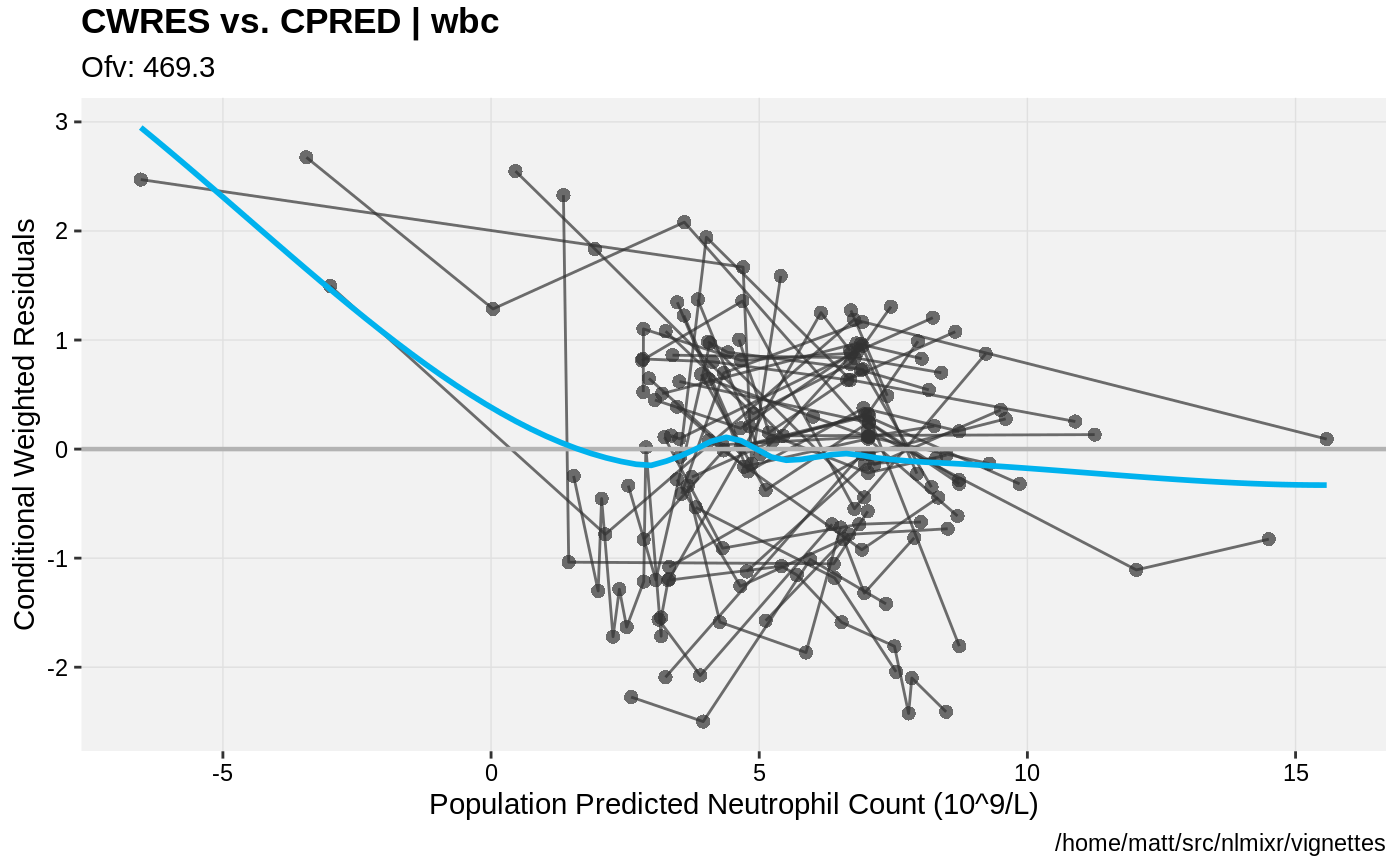 CWRES vs. CPRED | wbc
Ofv: 469.3
3
2
1
0
-1
-2
Conditional Weighted Residuals
-5
0
5
10
15
Population Predicted Neutrophil Count (10^9/L)
/home/matt/src/nlmixr/vignettes